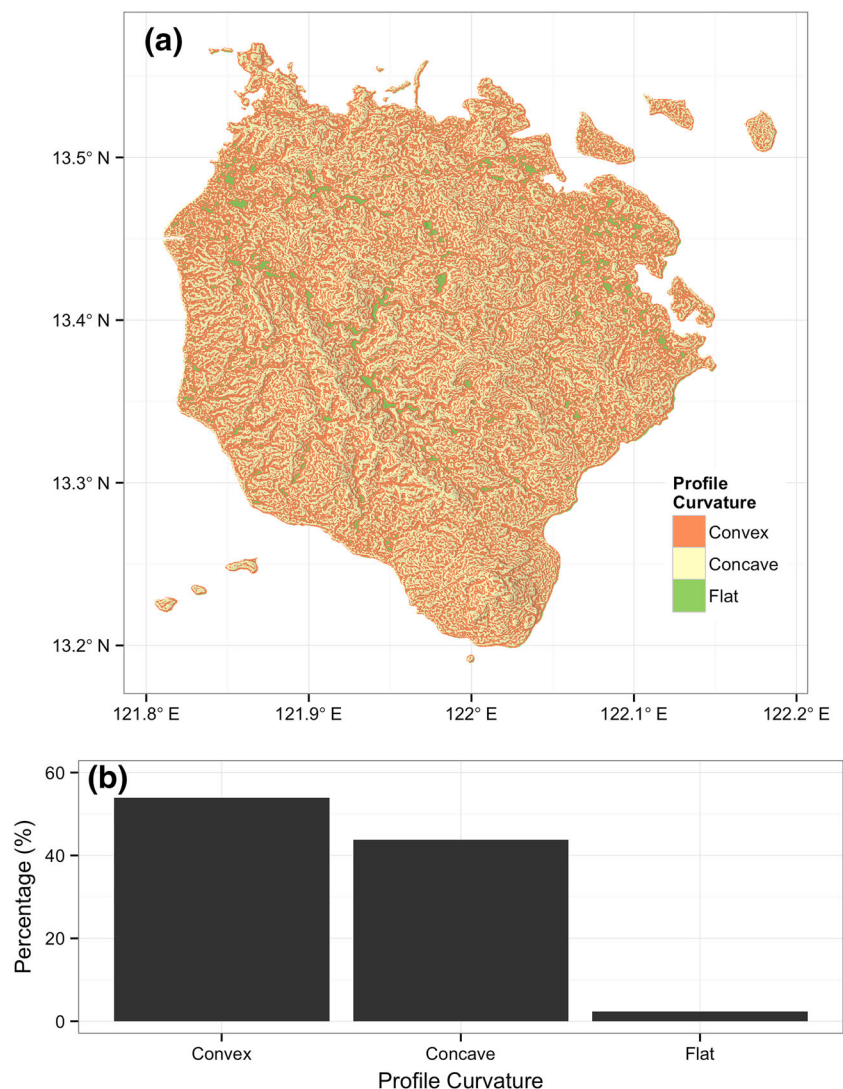 (a)
13.5° N
13.4° N
13.3° N
13.2° N
121.8° E
121.9° E
122° E
122.1° E
122.2° E
Profile
Curvature
Convex
Concave
Flat
(b)
Percentage (%)
60
40
20
0
Convex
Concave
Flat
Profile Curvature